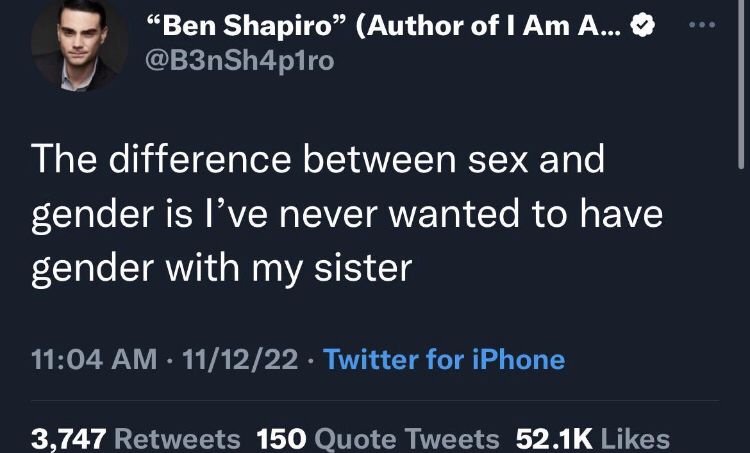 “Ben Shapiro” (Author of I Am A...
@B3nSh4p1ro
The difference between sex and
gender is I’ve never wanted to have
gender with my sister
11:04 AM · 11/12/22 · Twitter for iPhone
3,747 Retweets 150 Quote Tweets 52.1K Likes